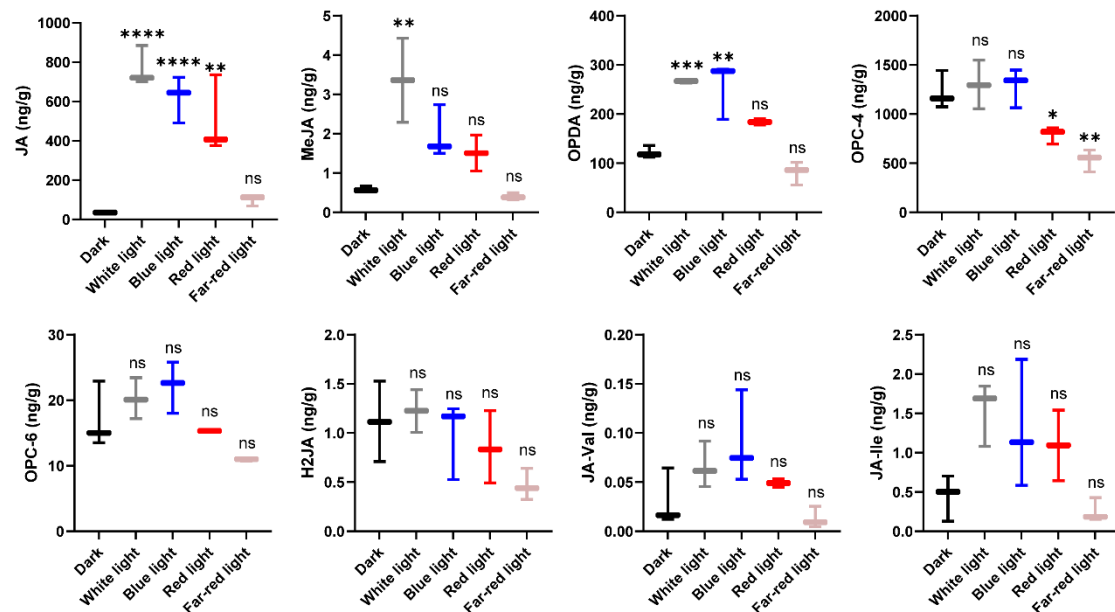 JA (ng/g)
1000
800
600
400
200
0
****
****
**
ns
Dark
White light
Blue light
Red light
Far-red light
MeJA (ng/g)
5
4
3
2
1
0
**
ns
ns
ns
Dark
White light
Blue light
Red light
Far-red light
OPDA (ng/g)
400
300
200
100
0
***
**
ns
ns
Dark
White light
Blue light
Red light
Far-red light
OPC-4 (ng/g)
2000
1500
1000
500
0
ns
ns
*
**
Dark
White light
Blue light
Red light
Far-red light
OPC-6 (ng/g)
30
20
10
0
ns
ns
ns
ns
Dark
White light
Blue light
Red light
Far-red light
H2JA (ng/g)
2.0
1.5
1.0
0.5
0.0
ns
ns
ns
ns
Dark
White light
Blue light
Red light
Far-red light
JA-Val (ng/g)
0.20
0.15
0.10
0.05
0.00
ns
ns
ns
ns
Dark
White light
Blue light
Red light
Far-red light
JA-Ile (ng/g)
2.5
2.0
1.5
1.0
0.5
0.0
ns
ns
ns
ns
Dark
White light
Blue light
Red light
Far-red light